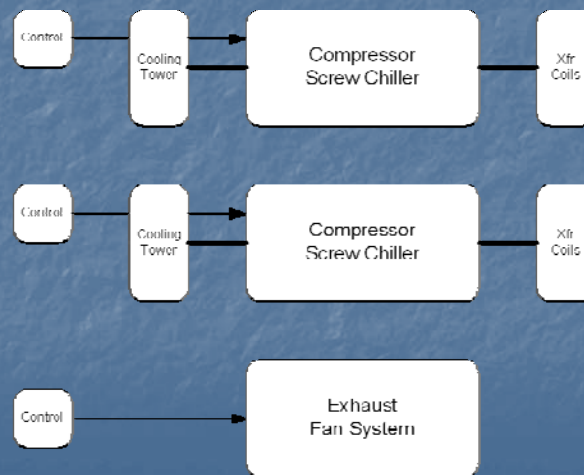 Control
Cooling
Tower
Compressor
Screw Chiller
Xfr
Coils
Control
Cooling
Tower
Compressor
Screw Chiller
Xfr
Coils
Control
Exhaust
Fan System